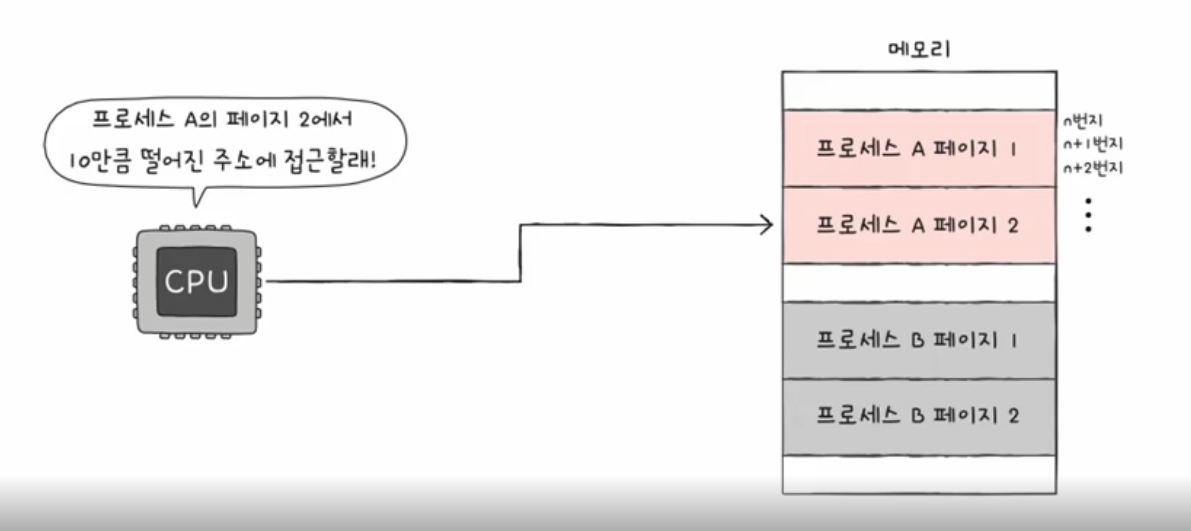 메모리
프로세스 A의 페이지 2에서
10만큼 떨어진 주소에 접근할래!
CPU
프로세스 A 페이지 1
프로세스 A 페이지 2
프로세스 B 페이지 1
프로세스 B 페이지 2
n번지
n+1번지
n+2번지